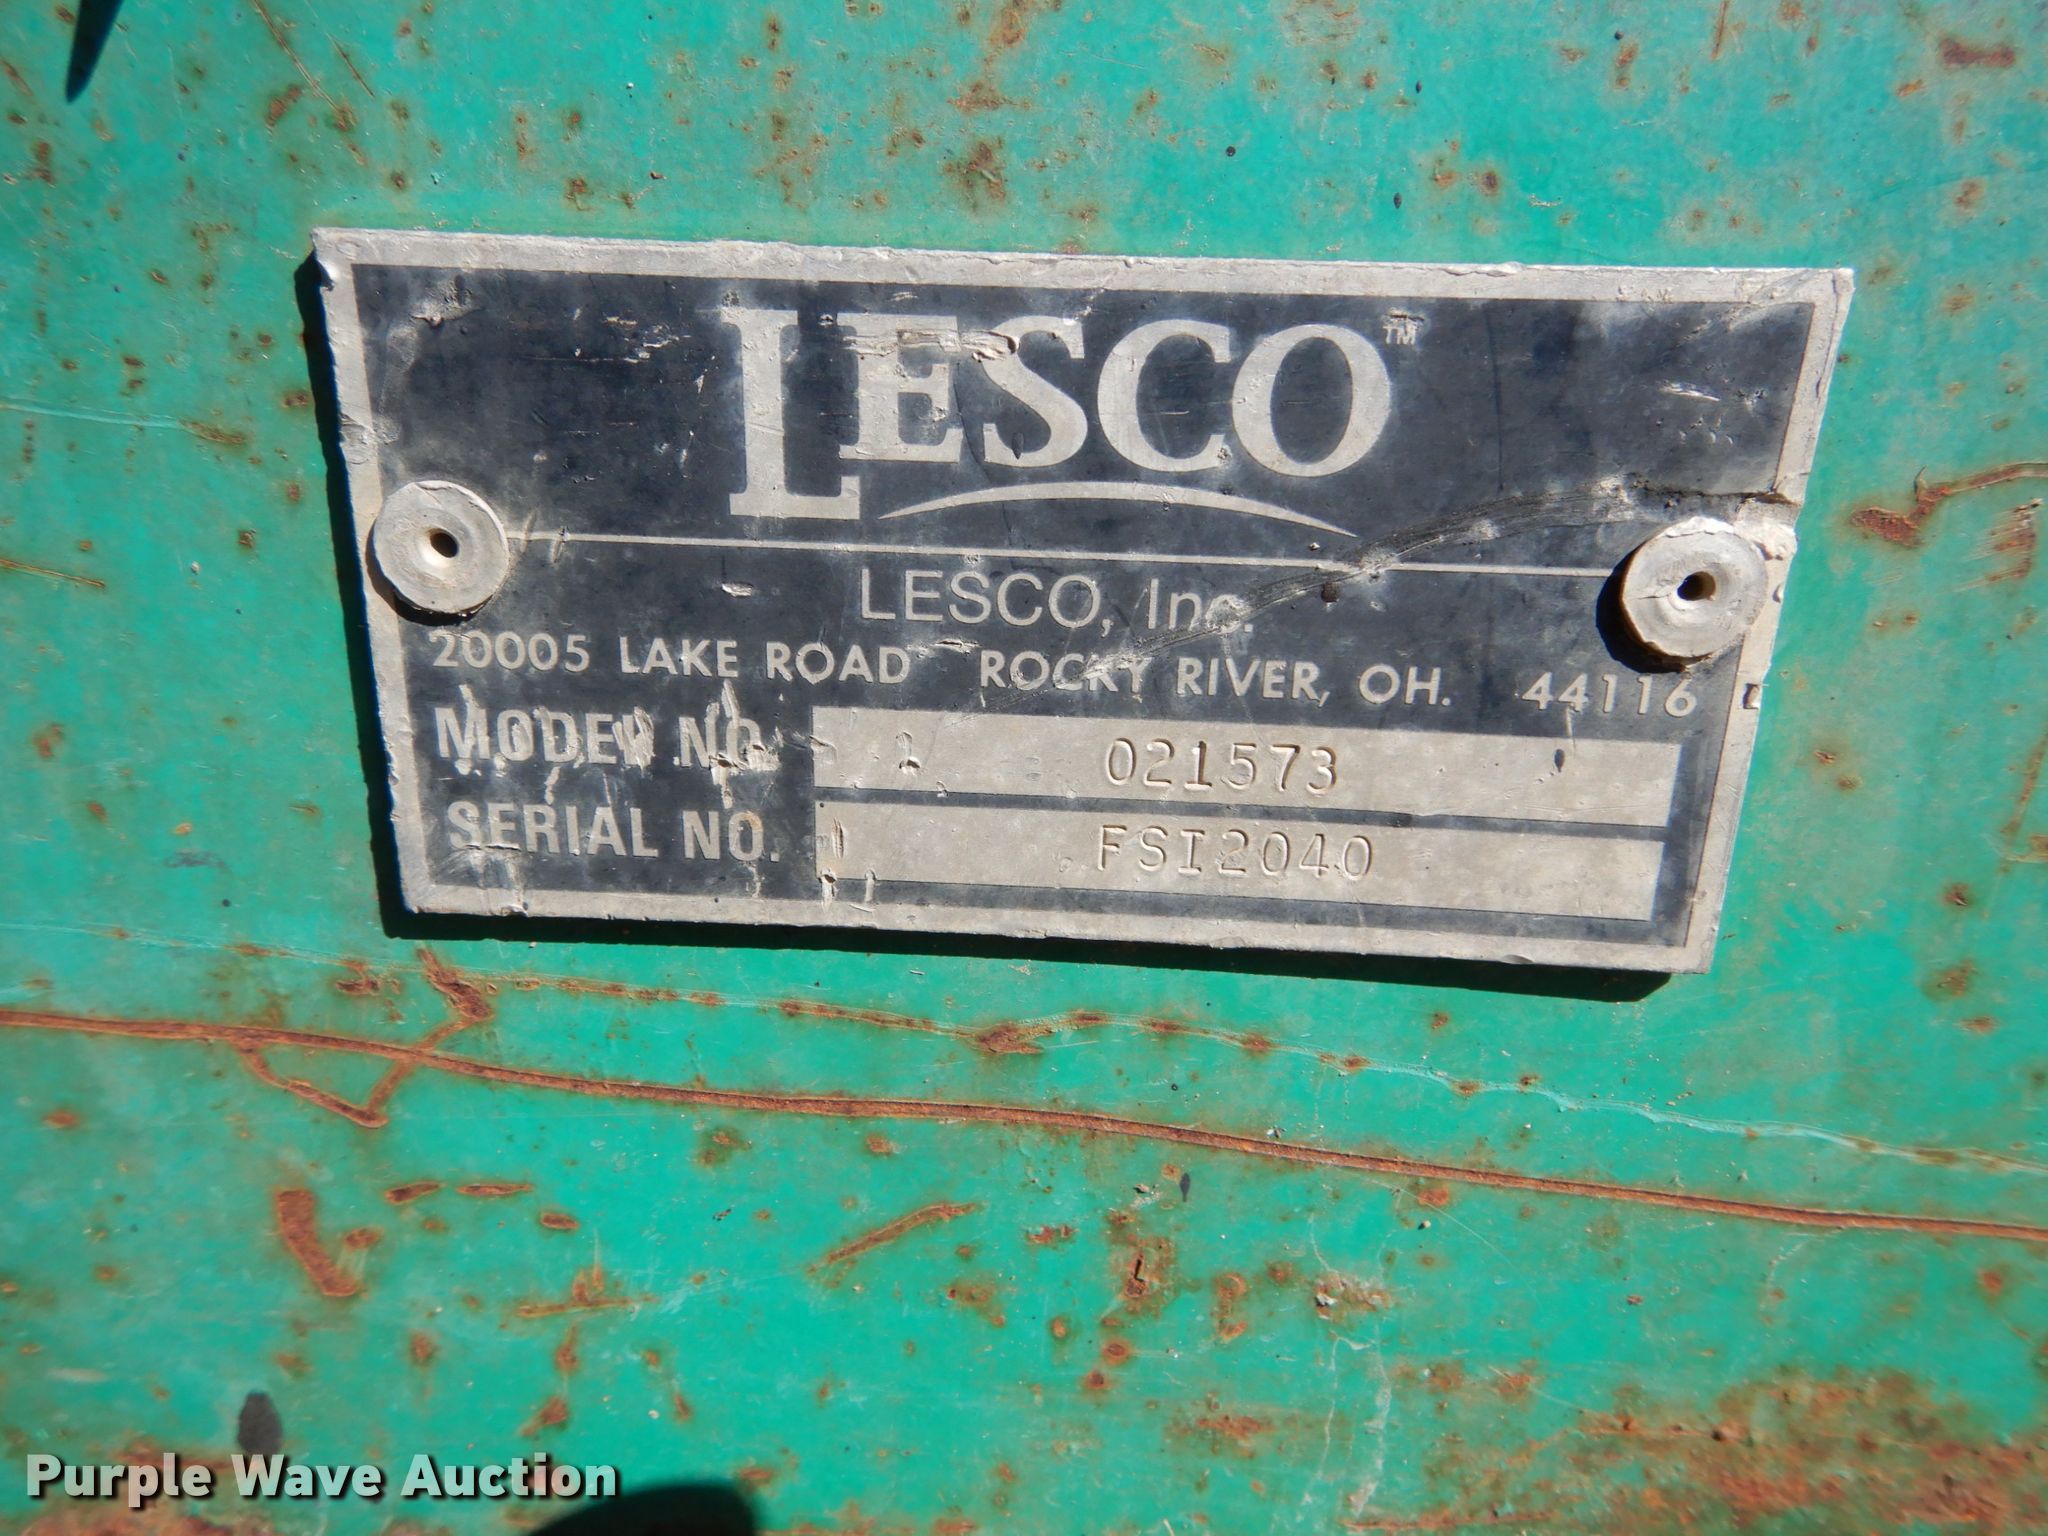 LESCO™
LESCO, Inc.
20005 LAKE ROAD ROCKY RIVER, OH. 44116
MODEL NO. 021573
SERIAL NO. FSI2040
Purple Wave Auction